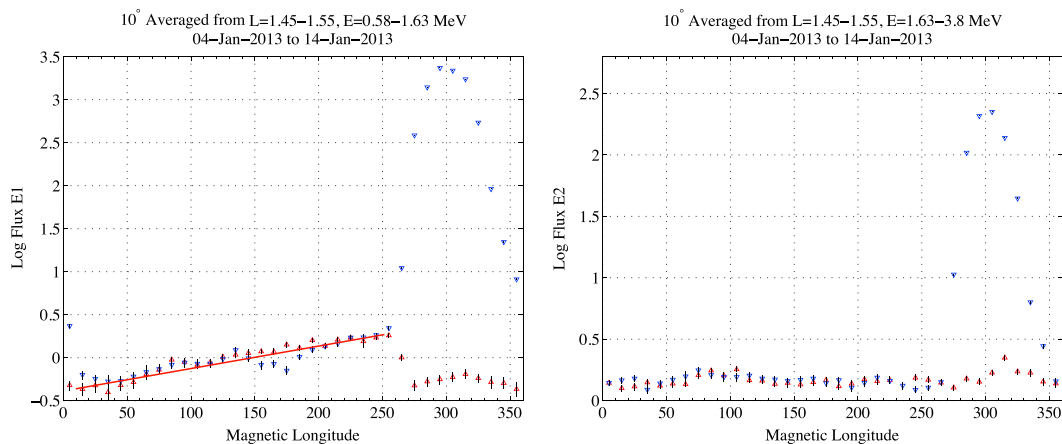 10° Averaged from L=1.45−1.55, E=0.58−1.63 MeV
04−Jan−2013 to 14−Jan−2013
3.5
3
2.5
2
1.5
1
0.5
0
−0.5
Log Flux E1
0 50 100 150 200 250 300 350
Magnetic Longitude
10° Averaged from L=1.45−1.55, E=1.63−3.8 MeV
04−Jan−2013 to 14−Jan−2013
2.5
2
1.5
1
0.5
0
Log Flux E2
0 50 100 150 200 250 300 350
Magnetic Longitude